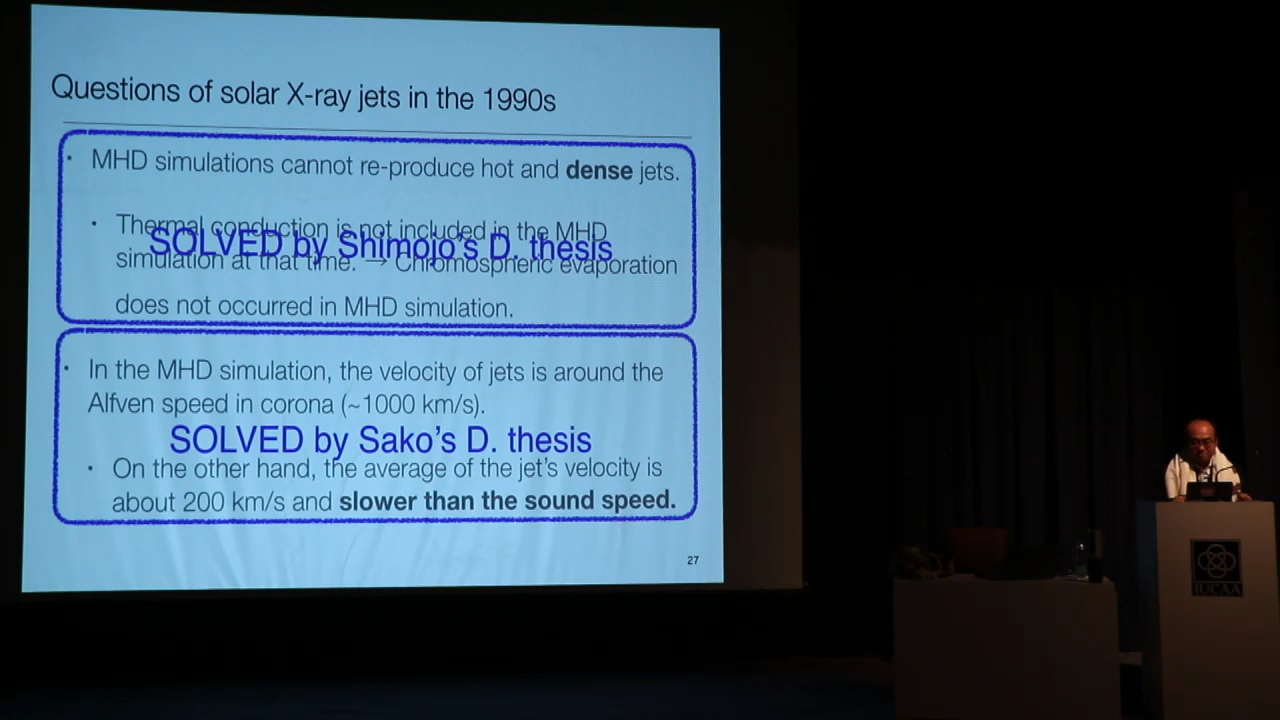 Questions of solar X-ray jets in the 1990s
• MHD simulations cannot re-produce hot and dense jets.
• Thermal conduction is not included in the MHD
SOLVED by Shimojo's D. thesis
simulation at that time. → Chromospheric evaporation
does not occurred in MHD simulation.
• In the MHD simulation, the velocity of jets is around the
Alfven speed in corona (~1000 km/s).
SOLVED by Sako's D. thesis
• On the other hand, the average of the jet's velocity is
about 200 km/s and slower than the sound speed.
27
IUCAA